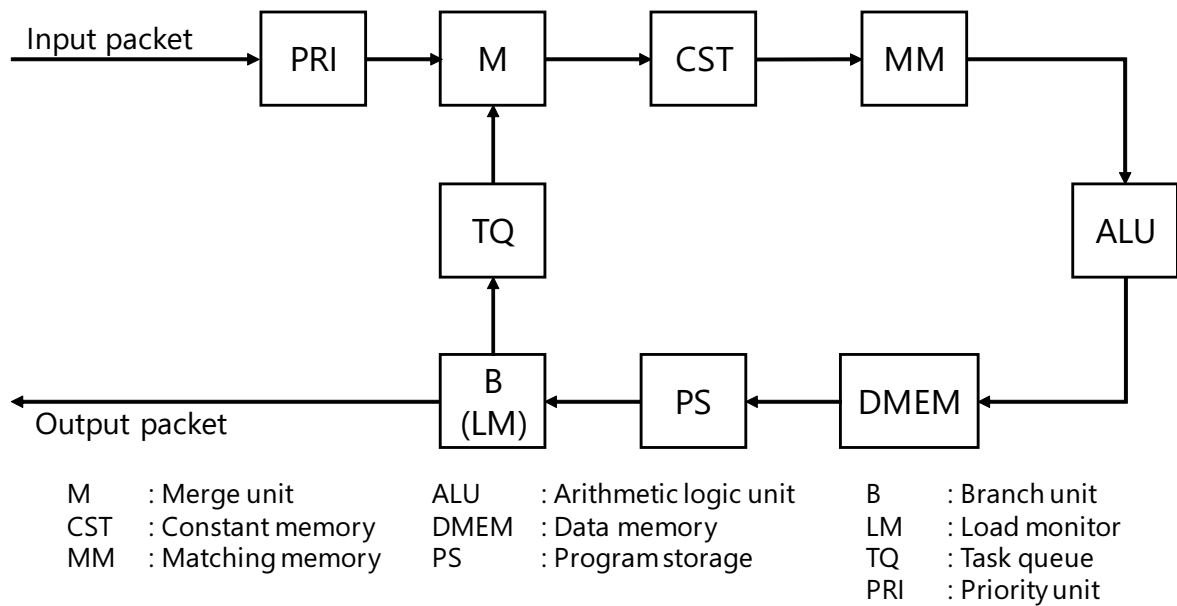 Input packet
PRI
M
CST
MM
TQ
ALU
B
(LM)
PS
DMEM
Output packet
M : Merge unit
CST : Constant memory
MM : Matching memory
ALU : Arithmetic logic unit
DMEM : Data memory
PS : Program storage
B : Branch unit
LM : Load monitor
TQ : Task queue
PRI : Priority unit